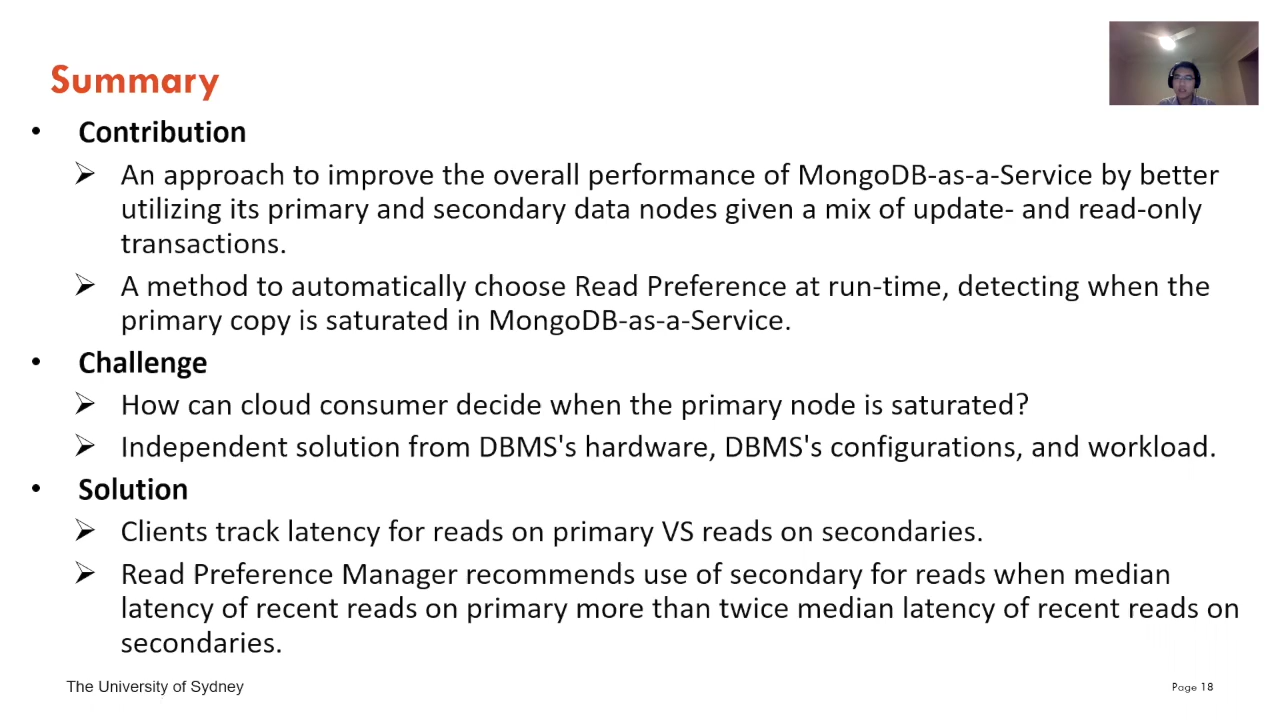 Summary
• Contribution
➢ An approach to improve the overall performance of MongoDB-as-a-Service by better
utilizing its primary and secondary data nodes given a mix of update- and read-only
transactions.
➢ A method to automatically choose Read Preference at run-time, detecting when the
primary copy is saturated in MongoDB-as-a-Service.
• Challenge
➢ How can cloud consumer decide when the primary node is saturated?
➢ Independent solution from DBMS's hardware, DBMS's configurations, and workload.
• Solution
➢ Clients track latency for reads on primary VS reads on secondaries.
➢ Read Preference Manager recommends use of secondary for reads when median
latency of recent reads on primary more than twice median latency of recent reads on
secondaries.
The University of Sydney
Page 18